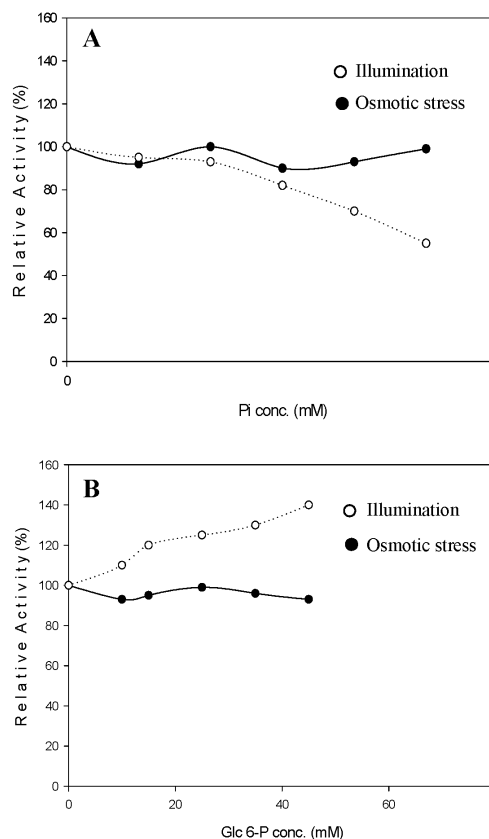 A
160
140
120
100
80
60
40
20
0
0
Relative Activity (%)
Illumination
Osmotic stress
Pi conc. (mM)
B
160
140
120
100
80
60
40
20
0
0 20 40 60
Relative Activity (%)
Illumination
Osmotic stress
Glc 6-P conc. (mM)